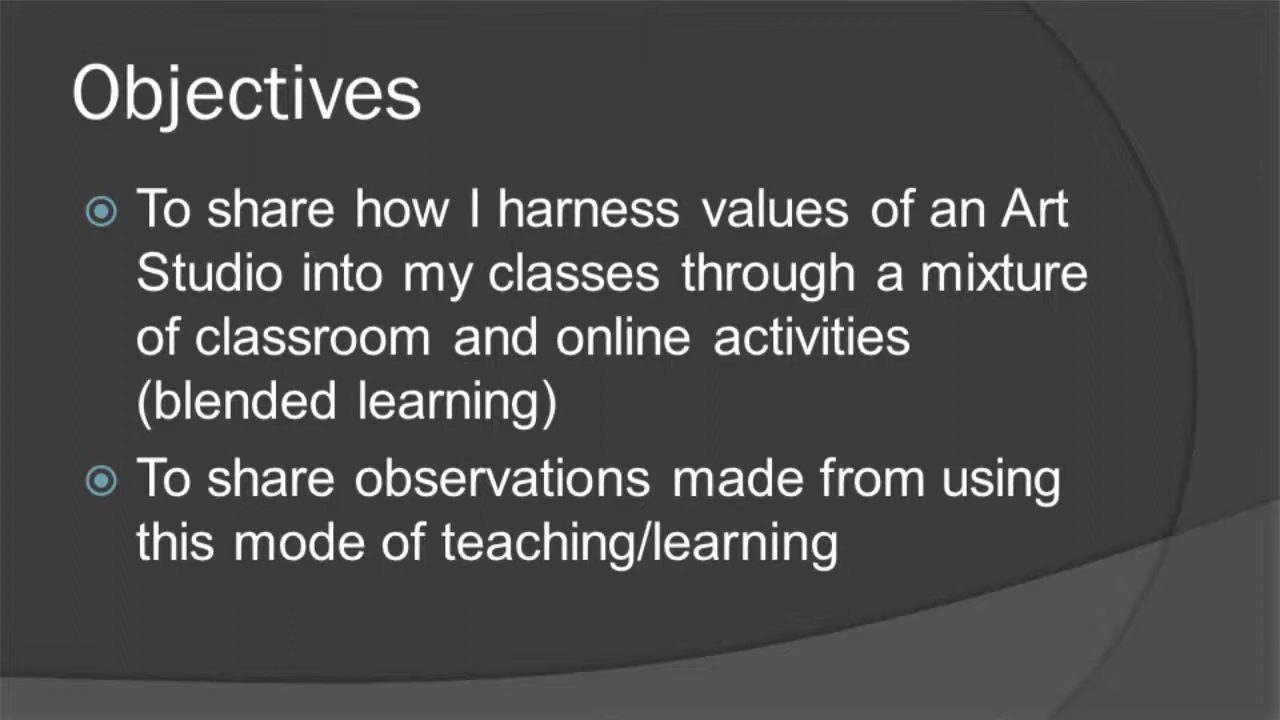 Objectives
To share how I harness values of an Art
Studio into my classes through a mixture
of classroom and online activities
(blended learning)
To share observations made from using
this mode of teaching/learning